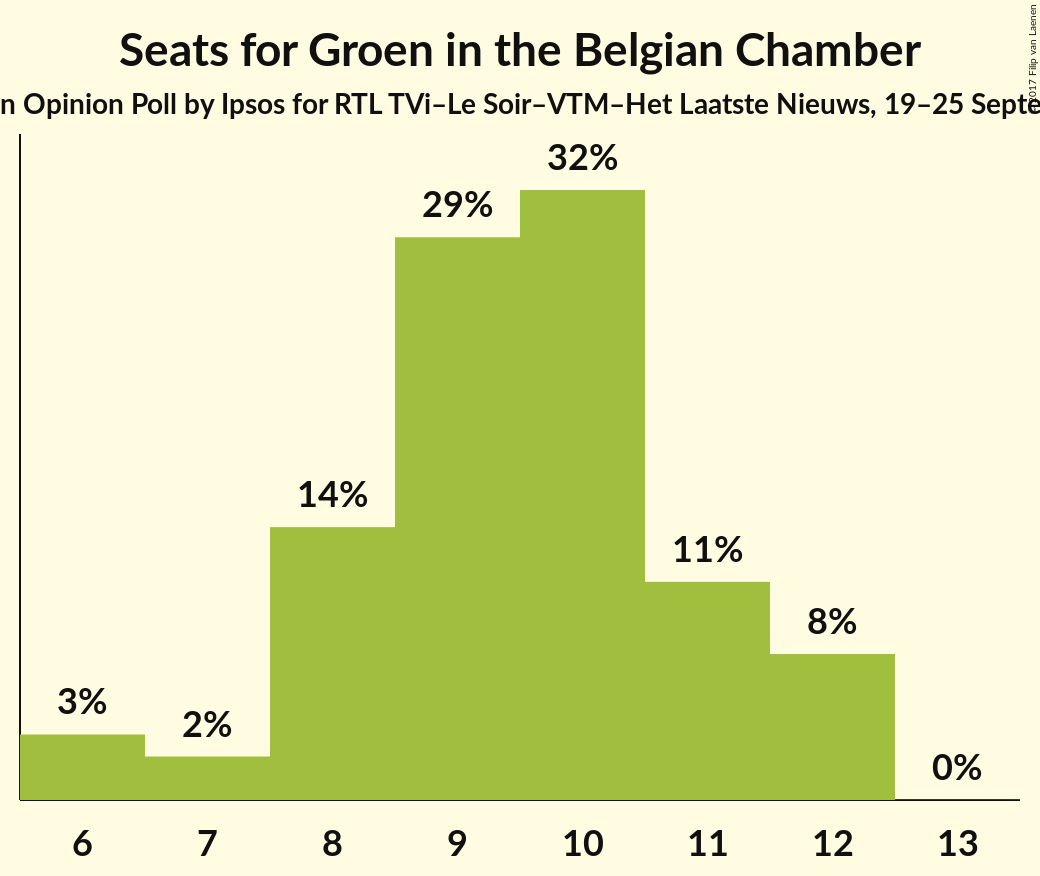 Seats for Groen in the Belgian Chamber
n Opinion Poll by Ipsos for RTL TVi–Le Soir–VTM–Het Laatste Nieuws, 19–25 Septe
2017 Filip van Laenen
32%
29%
14%
11%
8%
3%
2%
0%
6 7 8 9 10 11 12 13